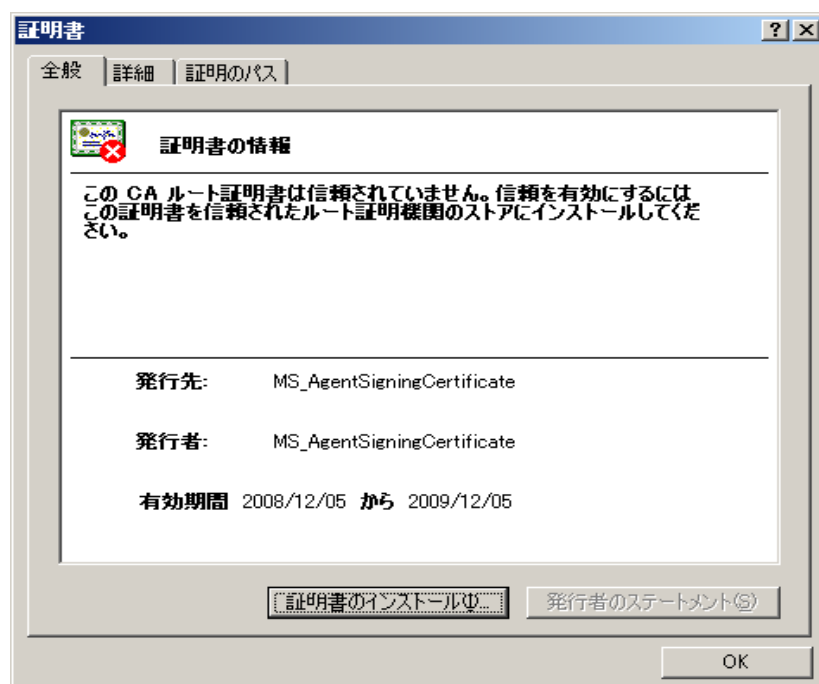 証明書
全般
詳細
証明のパス
証明書の情報
この CA ルート証明書は信頼されていません。信頼を有効にするには
この証明書を信頼されたルート証明機関のストアにインストールしてくだ
さい。
発行先: MS_AgentSigningCertificate
発行者: MS_AgentSigningCertificate
有効期間 2008/12/05 から 2009/12/05
証明書のインストール(I)...
発行者のステートメント(S)
OK